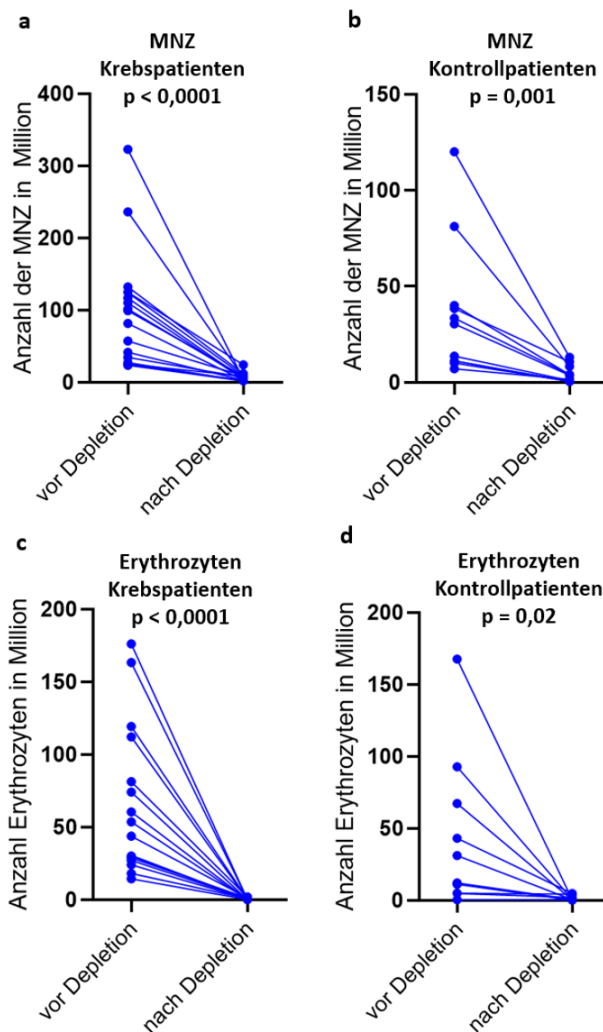 a
MNZ
Krebspatienten
p < 0,0001
Anzahl der MNZ in Million
400
300
200
100
0
vor Depletion
nach Depletion
b
MNZ
Kontrollpatienten
p = 0,001
Anzahl der MNZ in Million
150
100
50
0
vor Depletion
nach Depletion
c
Erythrozyten
Krebspatienten
p < 0,0001
Anzahl Erythrozyten in Million
200
150
100
50
0
vor Depletion
nach Depletion
d
Erythrozyten
Kontrollpatienten
p = 0,02
Anzahl Erythrozyten in Million
200
150
100
50
0
vor Depletion
nach Depletion